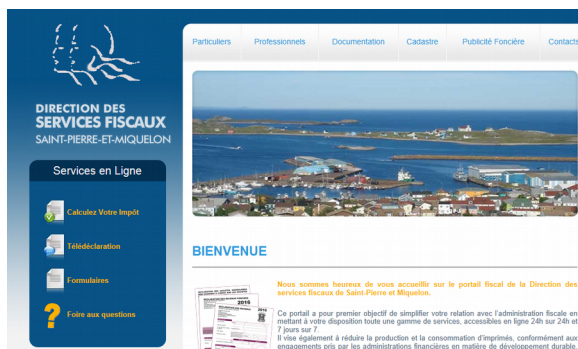 Particuliers Professionnels Documentation Cadastre Publicité Foncière Contacts
DIRECTION DES
SERVICES FISCAUX
SAINT-PIERRE-ET-MIQUELON
Services en Ligne
Calculez Votre Impôt
Télédéclaration
Formulaires
Foire aux questions
BIENVENUE
2016
2016
Nous sommes heureux de vous accueillir sur le portail fiscal de la Direction des
services fiscaux de Saint-Pierre et Miquelon.
Ce portail a pour premier objectif de simplifier votre relation avec l'administration fiscale en
mettant à votre disposition toute une gamme de services, accessibles en ligne 24h sur 24h et
7 jours sur 7.
Il vise également à réduire la production et la consommation d'imprimés, conformément aux
engagements pris par les administrations financières en matière de développement durable.